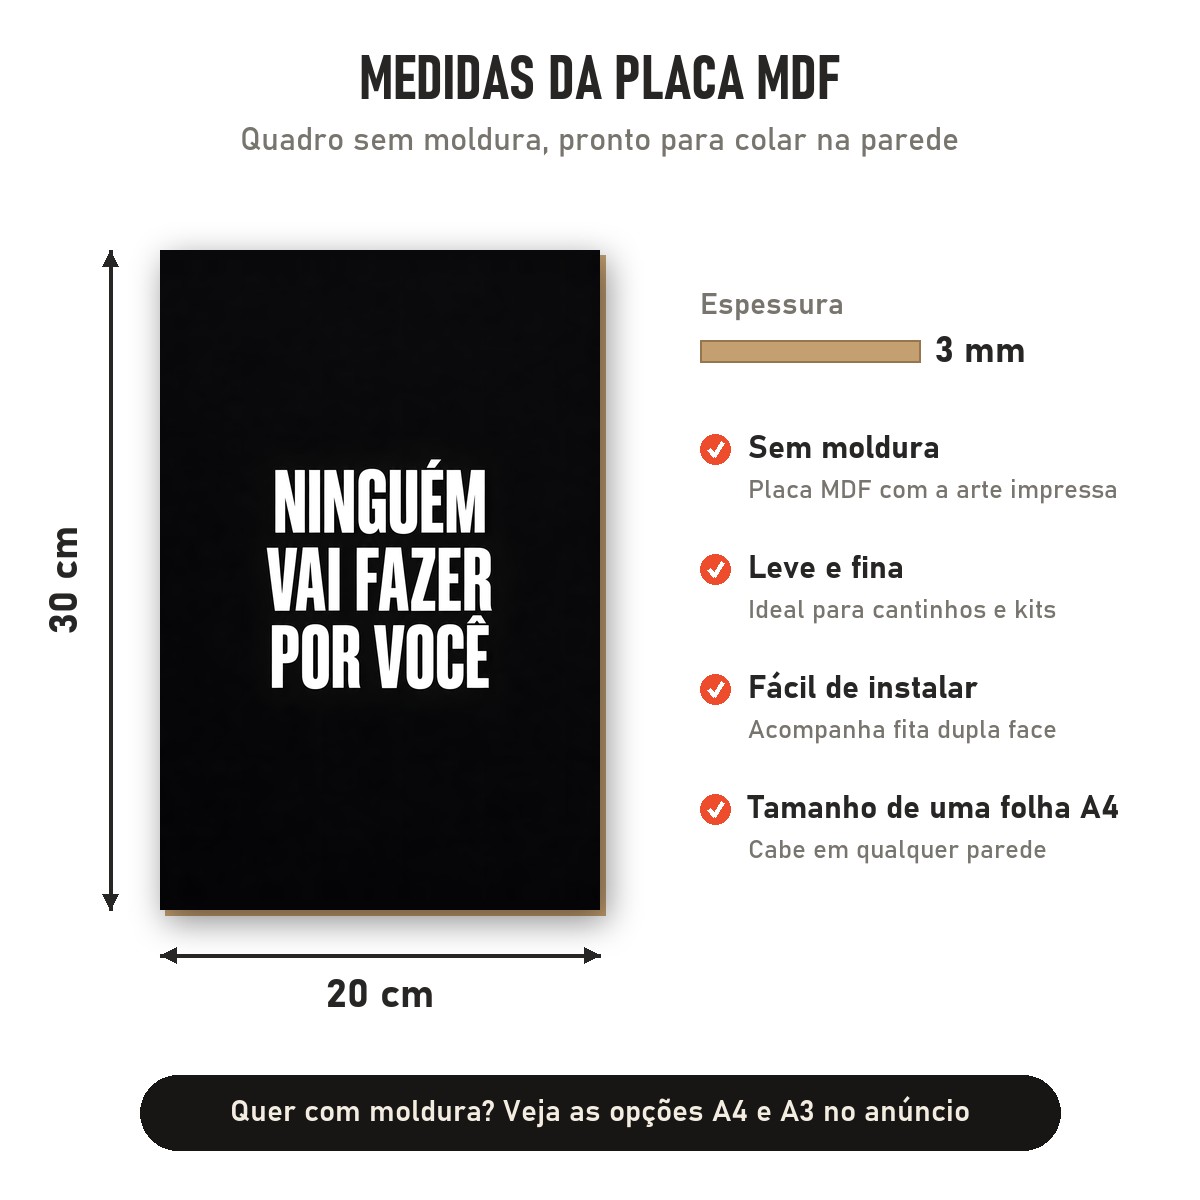 MEDIDAS DA PLACA MDF
Quadro sem moldura, pronto para colar na parede
30 cm
NINGUÉM
VAI FAZER
POR VOCÊ
20 cm
Espessura
3 mm
Sem moldura
Placa MDF com a arte impressa
Leve e fina
Ideal para cantinhos e kits
Fácil de instalar
Acompanha fita dupla face
Tamanho de uma folha A4
Cabe em qualquer parede
Quer com moldura? Veja as opções A4 e A3 no anúncio